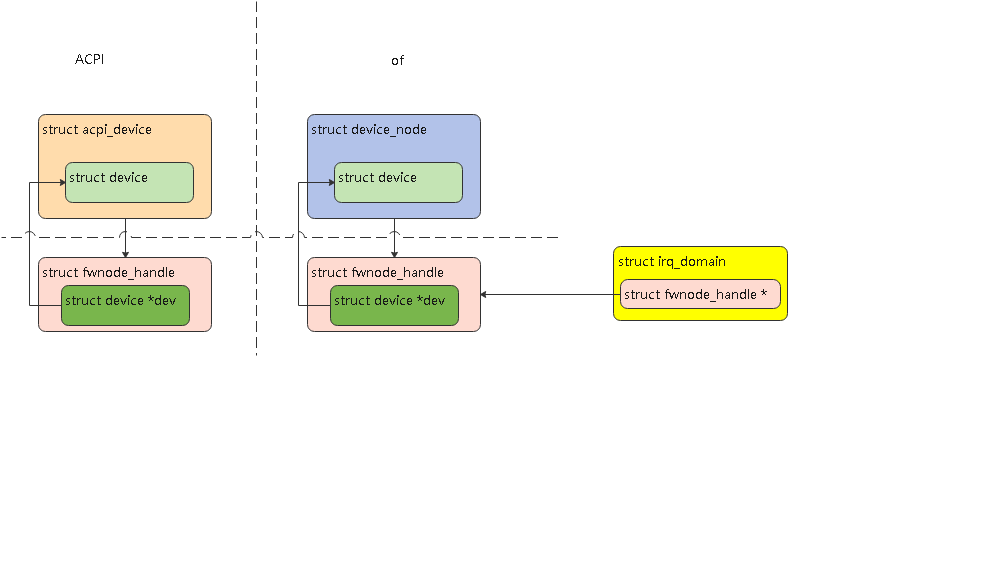 ACPI
of
struct acpi_device
struct device
struct device_node
struct device
struct fwnode_handle
struct device *dev
struct fwnode_handle
struct device *dev
struct irq_domain
struct fwnode_handle *